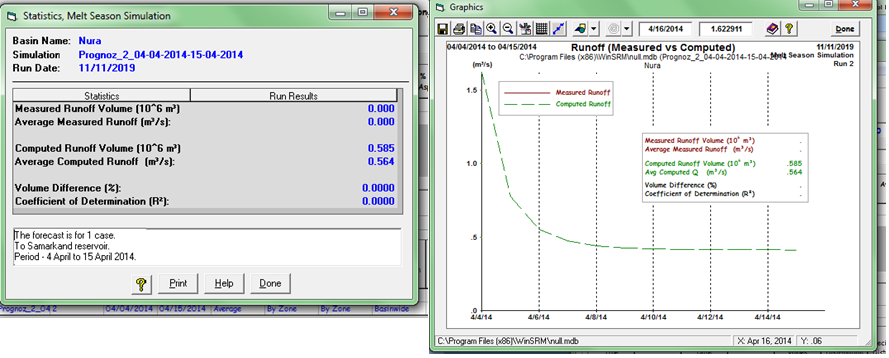 Statistics, Melt Season Simulation
Basin Name: Nura
Simulation Prognoz_2_04-04-2014-15-04-2014
Run Date: 11/11/2019
Statistics Run Results
Measured Runoff Volume (10^6 m³) 0.000
Average Measured Runoff (m³/s): 0.000
Computed Runoff Volume (10^6 m³) 0.585
Average Computed Runoff (m³/s) 0.564
Volume Difference (%): 0.0000
Coefficient of Determination (R²): 0.0000
The forecast is for 1 case.
To Samarkand reservoir.
Period - 4 April to 15 April 2014.
? Print Help Done
Prognoz_2_04 2 04/04/2014 04/15/2014 Average By Zone By Zone Basinwide
Graphics
4/16/2014 1.622911 ? Done
04/04/2014 to 04/15/2014 Runoff (Measured vs Computed) 11/11/2019
C:\Program Files (x86)\WinSRM\null.mdb (Prognoz_2_04-04-2014-15-04-2014 Melt Season Simulation
(m³/s) Nura Run 2
Measured Runoff
Computed Runoff
Measured Runoff Volume (10⁶ m³) .
Average Measured Runoff (m³/s) .
Computed Runoff Volume (10⁶ m³) .585
Avg Computed Q (m³/s) .564
Volume Difference (%) .
Coefficient of Determination (R²) .
1.5
1.0
.5
.0
4/4/14 4/6/14 4/8/14 4/10/14 4/12/14 4/14/14
C:\Program Files (x86)\WinSRM\null.mdb X: Apr 16, 2014 Y: .06